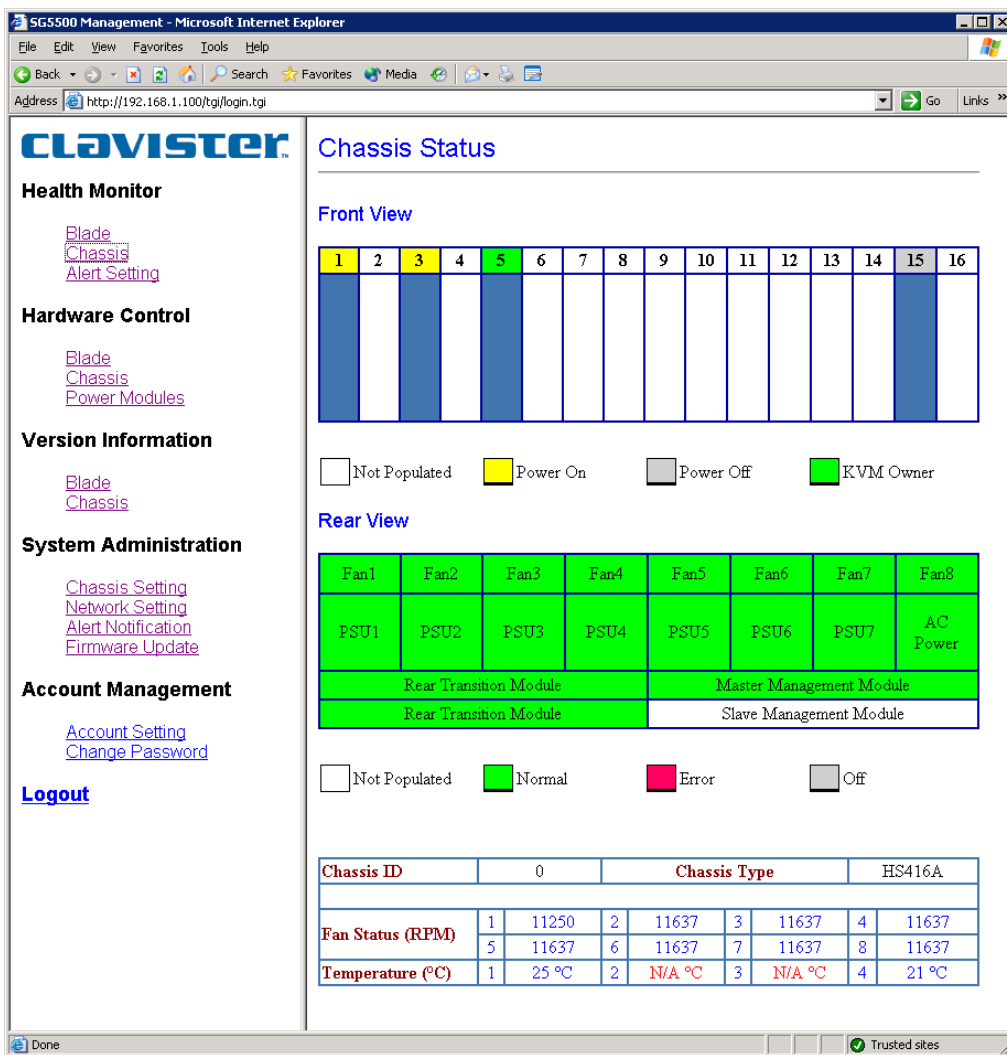 SG5500 Management - Microsoft Internet Explorer
File Edit View Favorites Tools Help
Back Search Favorites Media
Address http://192.168.1.100/tgi/login.tgi Go Links »
CLAVISTER
Health Monitor
Blade
Chassis
Alert Setting
Hardware Control
Blade
Chassis
Power Modules
Version Information
Blade
Chassis
System Administration
Chassis Setting
Network Setting
Alert Notification
Firmware Update
Account Management
Account Setting
Change Password
Logout
Chassis Status
Front View
1 2 3 4 5 6 7 8 9 10 11 12 13 14 15 16
Not Populated Power On Power Off KVM Owner
Rear View
Fan1 Fan2 Fan3 Fan4 Fan5 Fan6 Fan7 Fan8
PSU1 PSU2 PSU3 PSU4 PSU5 PSU6 PSU7 AC Power
Rear Transition Module Master Management Module
Rear Transition Module Slave Management Module
Not Populated Normal Error Off
Chassis ID 0 Chassis Type HS416A
Fan Status (RPM) 1 11250 2 11637 3 11637 4 11637
5 11637 6 11637 7 11637 8 11637
Temperature (°C) 1 25 °C 2 N/A °C 3 N/A °C 4 21 °C
Done Trusted sites